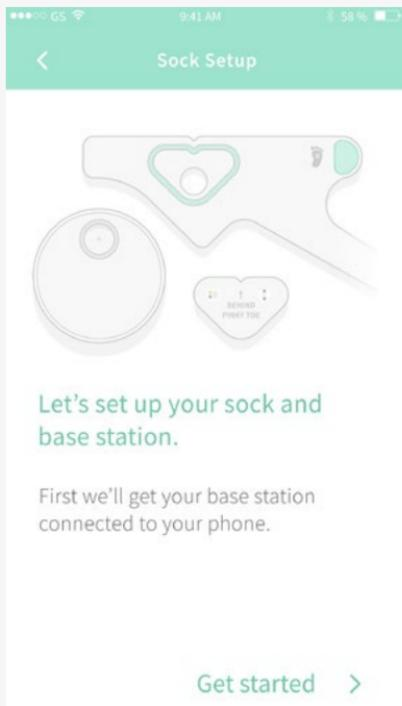 GS 9:41 AM 58 %
Sock Setup
BEHIND
PINKY TOE
Let's set up your sock and
base station.
First we'll get your base station
connected to your phone.
Get started